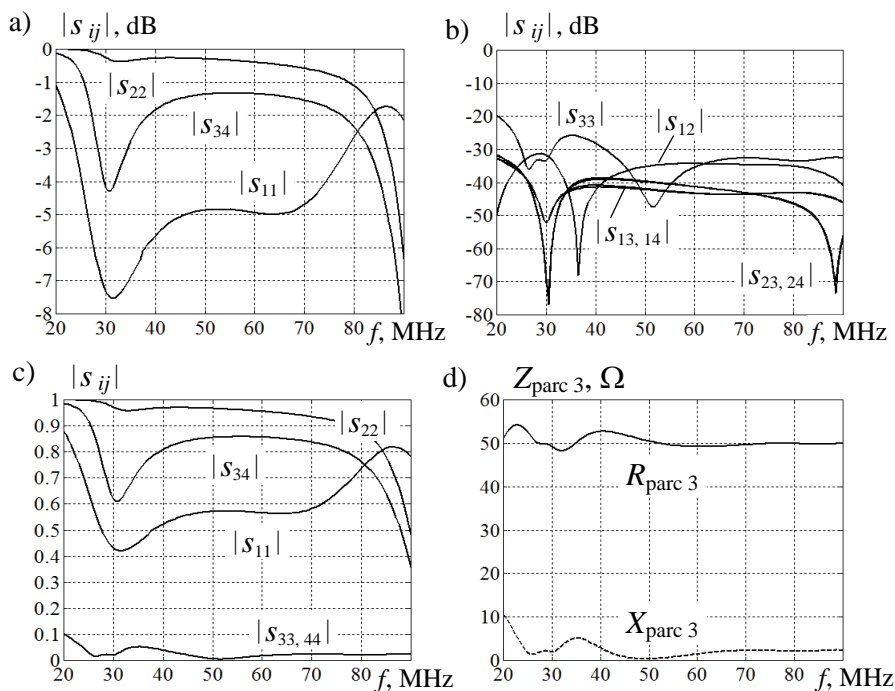 a) |s ij|, dB
0
-1
-2
-3
-4
-5
-6
-7
-8
|s22|
|s34|
|s11|
20 30 40 50 60 70 80
f, MHz
b) |s ij|, dB
0
-10
-20
-30
-40
-50
-60
-70
-80
|s33|
|s12|
|s13, 14|
|s23, 24|
20 30 40 50 60 70 80
f, MHz
c) |s ij|
1
0.9
0.8
0.7
0.6
0.5
0.4
0.3
0.2
0.1
0
|s22|
|s34|
|s11|
|s33, 44|
20 30 40 50 60 70 80
f, MHz
d) Zparc 3, Ω
60
50
40
30
20
10
0
Rparc 3
Xparc 3
20 30 40 50 60 70 80
f, MHz